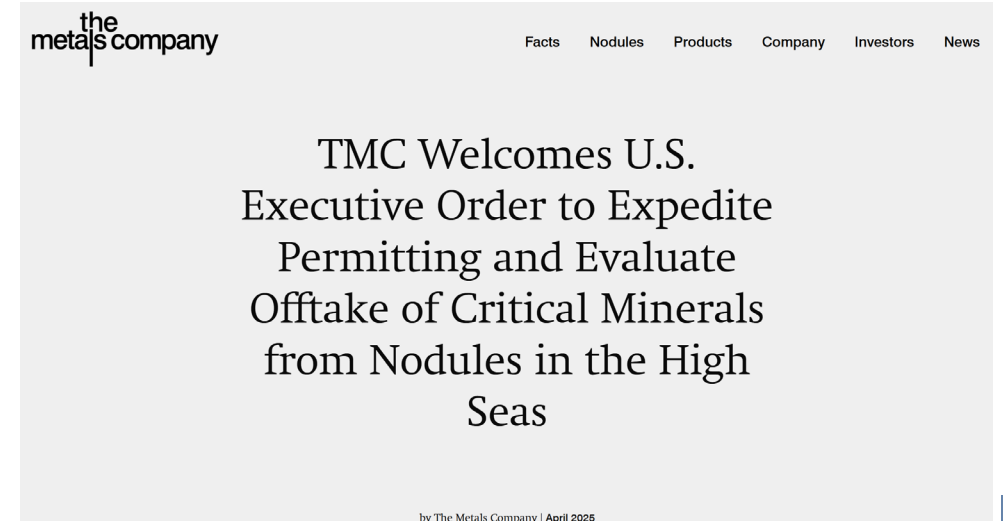 the
metals company
Facts Nodules Products Company Investors News
TMC Welcomes U.S.
Executive Order to Expedite
Permitting and Evaluate
Offtake of Critical Minerals
from Nodules in the High
Seas
by The Metals Company | April 2025